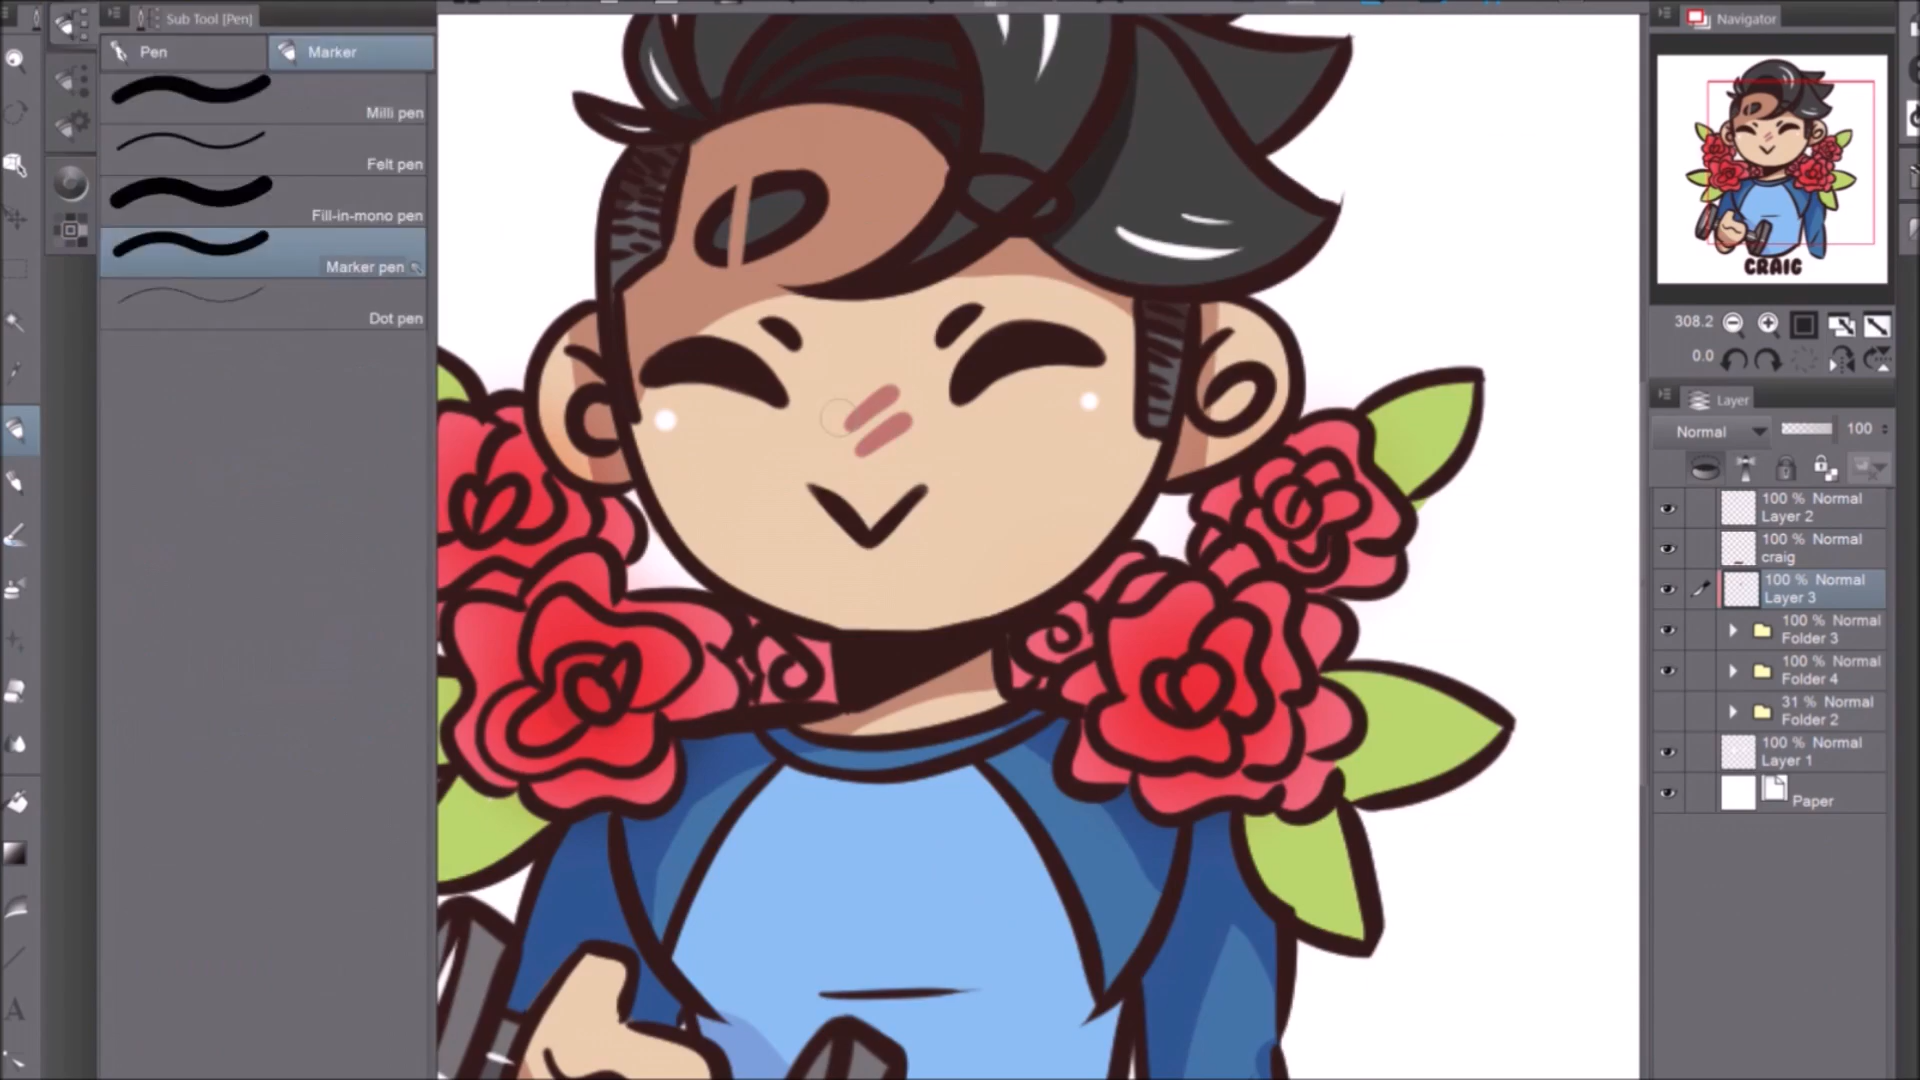 Sub Tool [Pen]
Pen
Marker
Milli pen
Felt pen
Fill-in-mono pen
Marker pen
Dot pen
Navigator
CRAIG
308.2
0.0
Layer
Normal
100
100 % Normal
Layer 2
100 % Normal
craig
100 % Normal
Layer 3
100 % Normal
Folder 3
100 % Normal
Folder 4
31 % Normal
Folder 2
100 % Normal
Layer 1
Paper
A